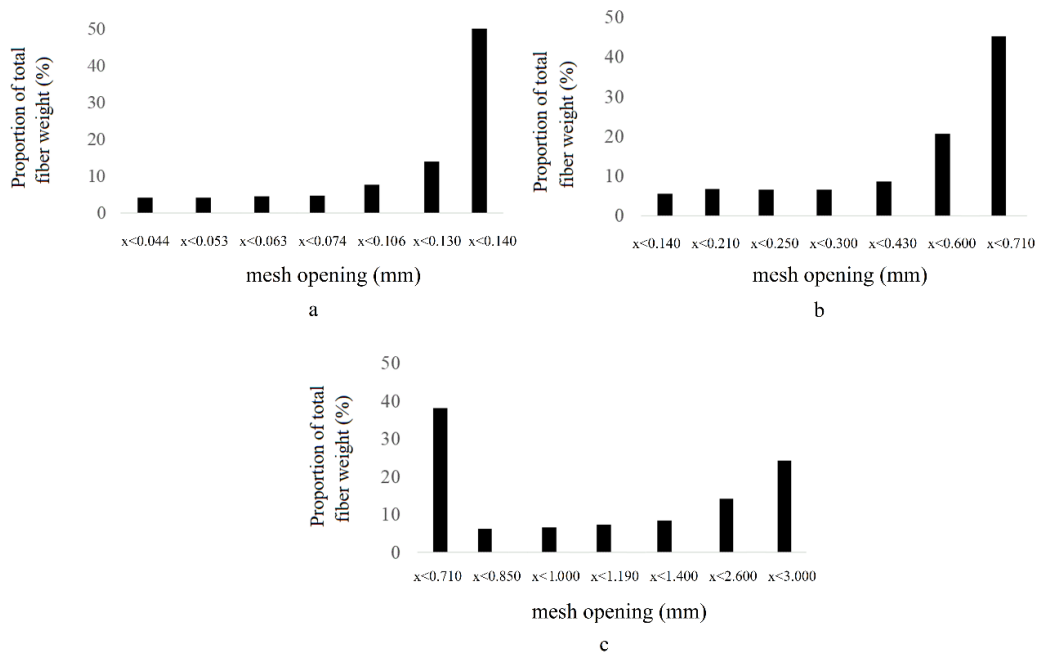 Proportion of total
fiber weight (%)
50
40
30
20
10
0
x<0.044 x<0.053 x<0.063 x<0.074 x<0.106 x<0.130 x<0.140
mesh opening (mm)
a
Proportion of total
fiber weight (%)
50
40
30
20
10
0
x<0.140 x<0.210 x<0.250 x<0.300 x<0.430 x<0.600 x<0.710
mesh opening (mm)
b
Proportion of total
fiber weight (%)
50
40
30
20
10
0
x<0.710 x<0.850 x<1.000 x<1.190 x<1.400 x<2.600 x<3.000
mesh opening (mm)
c